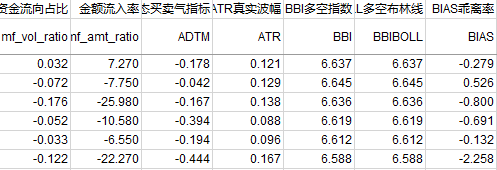 资金流向占比 金额流入率 态买卖气指标 ATR真实波幅 BBI多空指数 L多空布林线 BIAS乖离率
mf_vol_ratio nf_amt_ratio ADTM ATR BBI BBIBOLL BIAS
0.032 7.270 -0.178 0.121 6.637 6.637 -0.279
-0.072 -7.750 -0.042 0.129 6.645 6.645 0.526
-0.176 -25.980 -0.167 0.138 6.636 6.636 -0.800
-0.052 -10.580 -0.394 0.088 6.619 6.619 -0.691
-0.033 -6.550 -0.194 0.096 6.612 6.612 -0.132
-0.122 -22.270 -0.444 0.167 6.588 6.588 -2.258